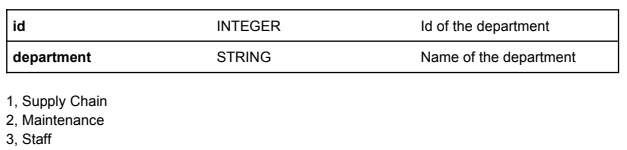 id INTEGER Id of the department
department STRING Name of the department
1, Supply Chain
2, Maintenance
3, Staff